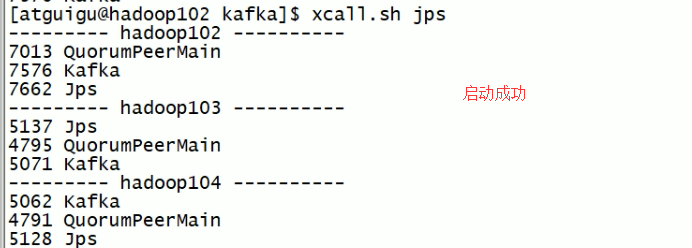 [atguigu@hadoop102 kafka]$ xcall.sh jps
--------- hadoop102 ----------
7013 QuorumPeerMain
7576 Kafka
7662 Jps
--------- hadoop103 ----------
启动成功
5137 Jps
4795 QuorumPeerMain
5071 Kafka
--------- hadoop104 ----------
5062 Kafka
4791 QuorumPeerMain
5128 Jps